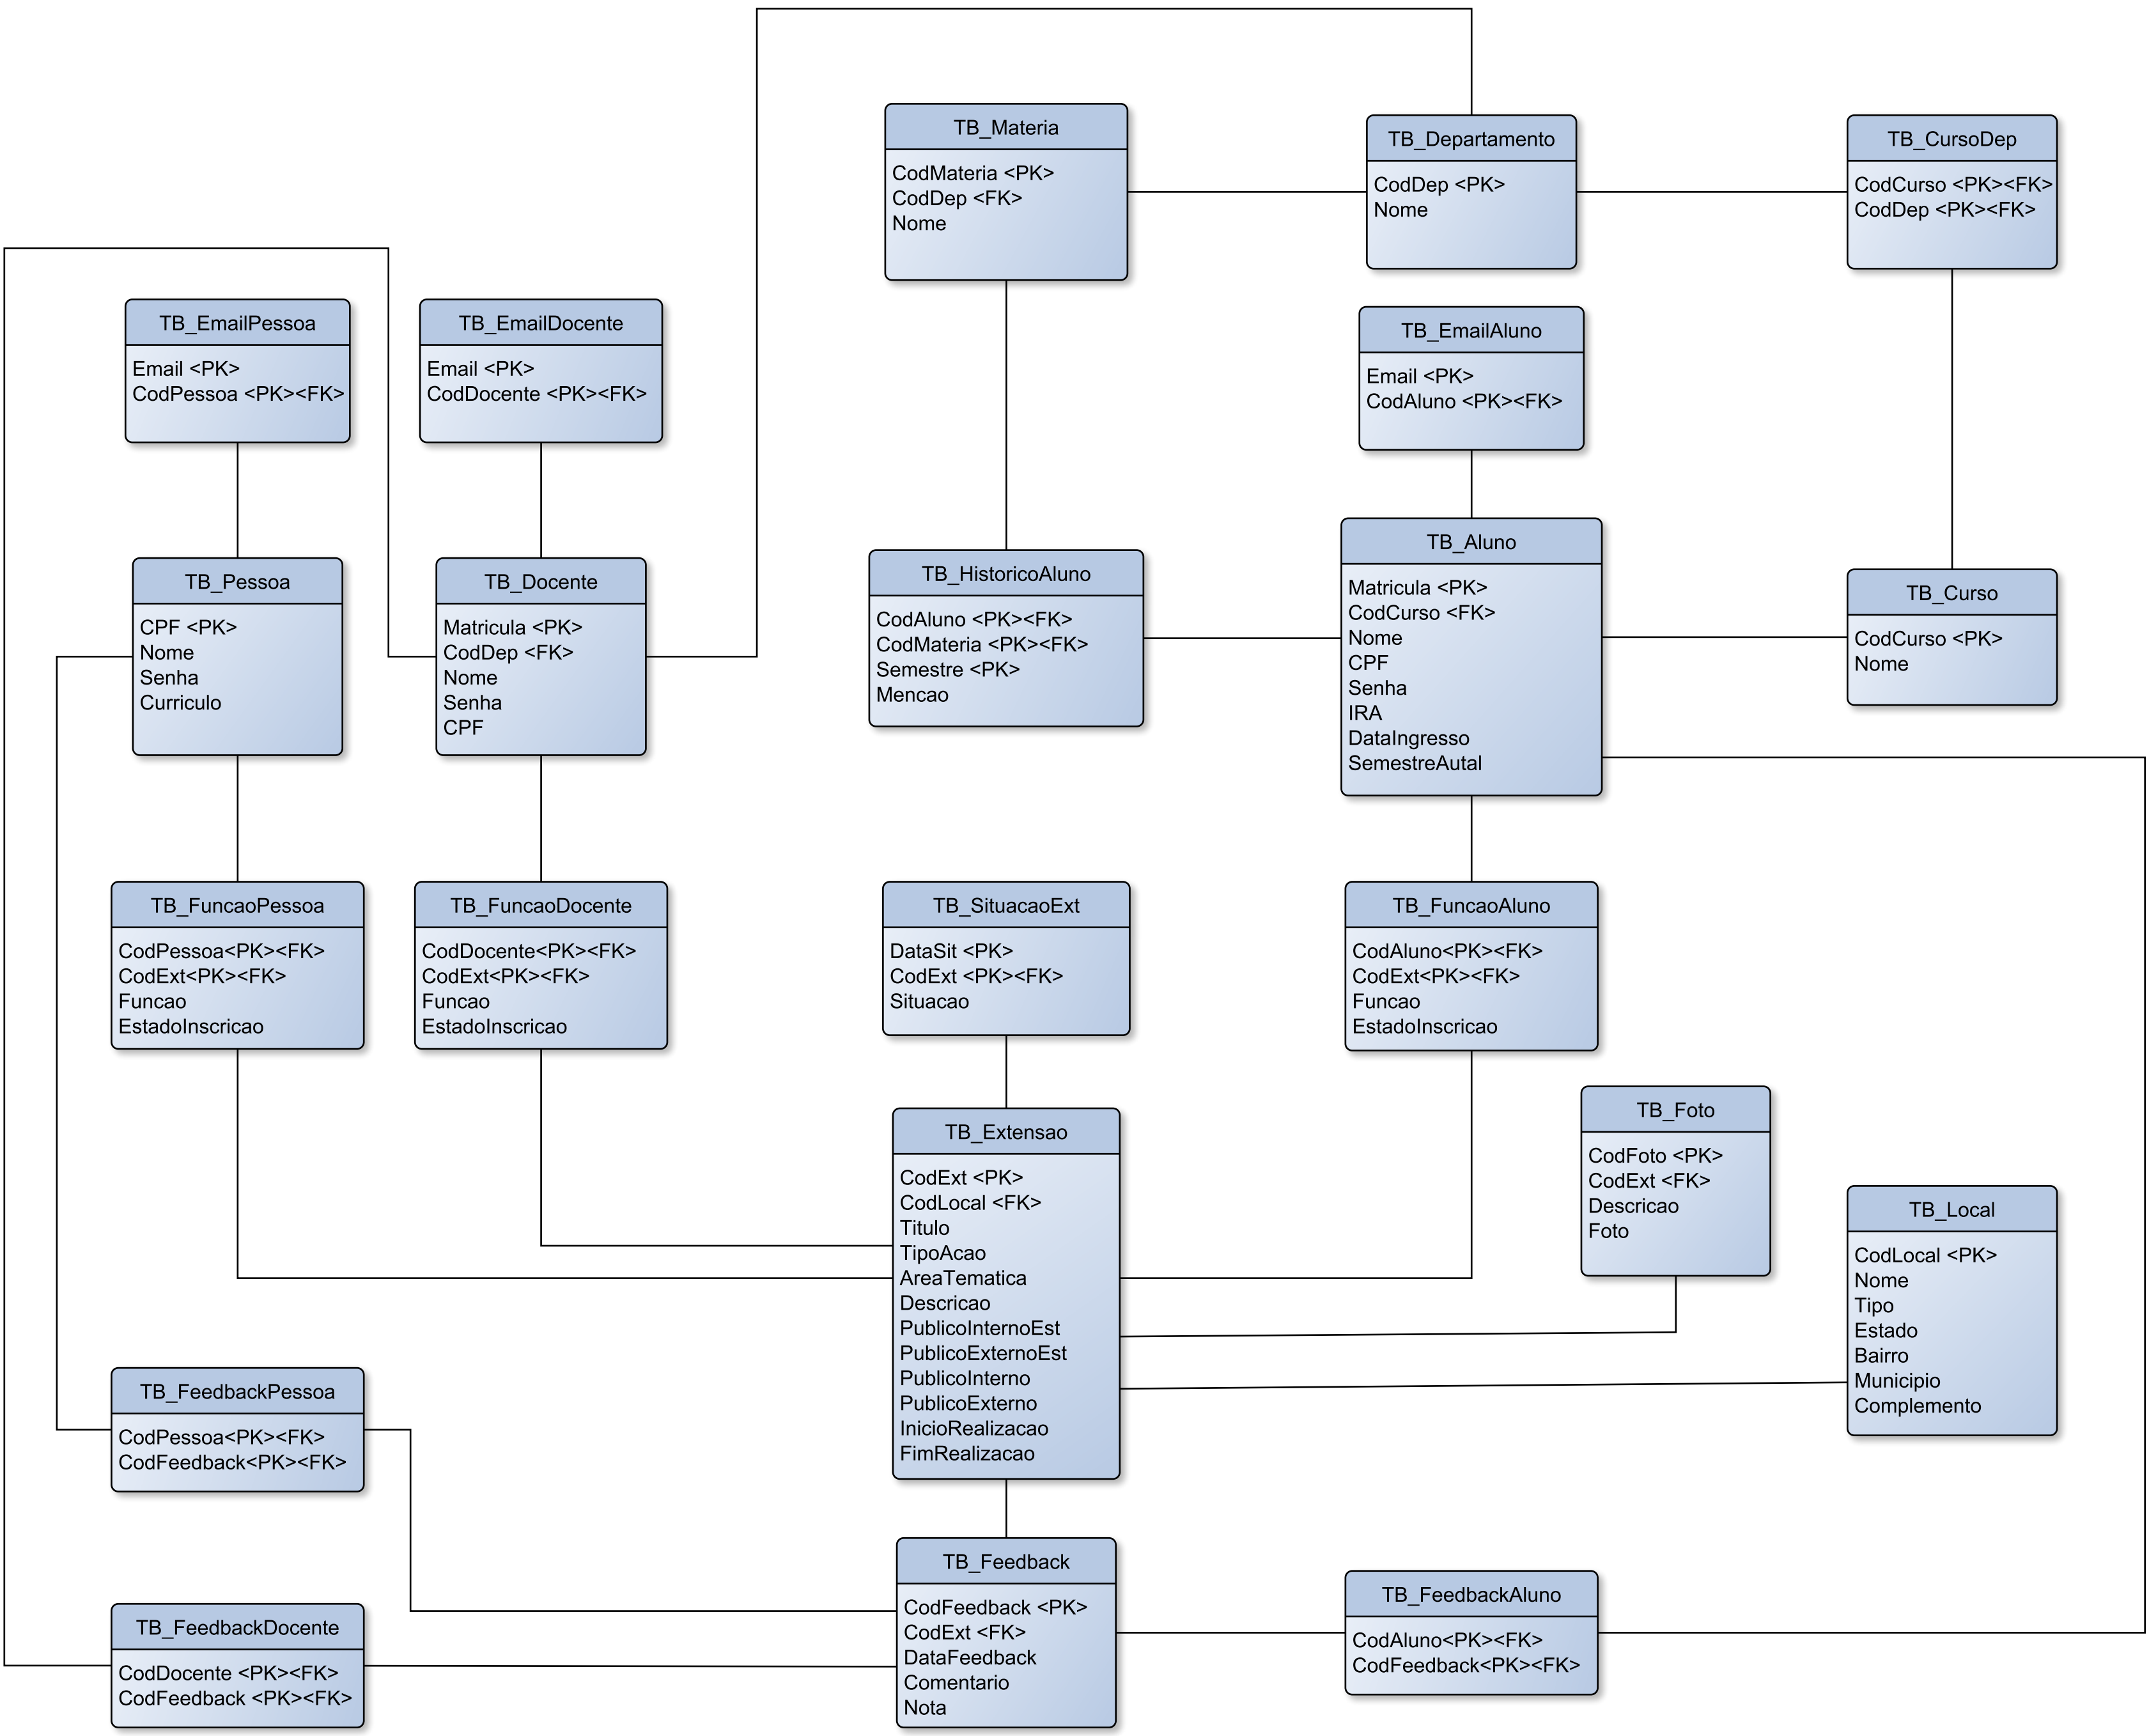 TB_Materia
CodMateria <PK>
CodDep <FK>
Nome
TB_Departamento
CodDep <PK>
Nome
TB_CursoDep
CodCurso <PK><FK>
CodDep <PK><FK>
TB_EmailPessoa
Email <PK>
CodPessoa <PK><FK>
TB_EmailDocente
Email <PK>
CodDocente <PK><FK>
TB_EmailAluno
Email <PK>
CodAluno <PK><FK>
TB_Pessoa
CPF <PK>
Nome
Senha
Curriculo
TB_Docente
Matricula <PK>
CodDep <FK>
Nome
Senha
CPF
TB_HistoricoAluno
CodAluno <PK><FK>
CodMateria <PK><FK>
Semestre <PK>
Mencao
TB_Aluno
Matricula <PK>
CodCurso <FK>
Nome
CPF
Senha
IRA
DataIngresso
SemestreAutal
TB_Curso
CodCurso <PK>
Nome
TB_FuncaoPessoa
CodPessoa<PK><FK>
CodExt<PK><FK>
Funcao
EstadoInscricao
TB_FuncaoDocente
CodDocente<PK><FK>
CodExt<PK><FK>
Funcao
EstadoInscricao
TB_SituacaoExt
DataSit <PK>
CodExt <PK><FK>
Situacao
TB_FuncaoAluno
CodAluno<PK><FK>
CodExt<PK><FK>
Funcao
EstadoInscricao
TB_Extensao
CodExt <PK>
CodLocal <FK>
Titulo
TipoAcao
AreaTematica
Descricao
PublicoInternoEst
PublicoExternoEst
PublicoInterno
PublicoExterno
InicioRealizacao
FimRealizacao
TB_Foto
CodFoto <PK>
CodExt <FK>
Descricao
Foto
TB_Local
CodLocal <PK>
Nome
Tipo
Estado
Bairro
Municipio
Complemento
TB_FeedbackPessoa
CodPessoa<PK><FK>
CodFeedback<PK><FK>
TB_FeedbackDocente
CodDocente <PK><FK>
CodFeedback <PK><FK>
TB_Feedback
CodFeedback <PK>
CodExt <FK>
DataFeedback
Comentario
Nota
TB_FeedbackAluno
CodAluno<PK><FK>
CodFeedback<PK><FK>